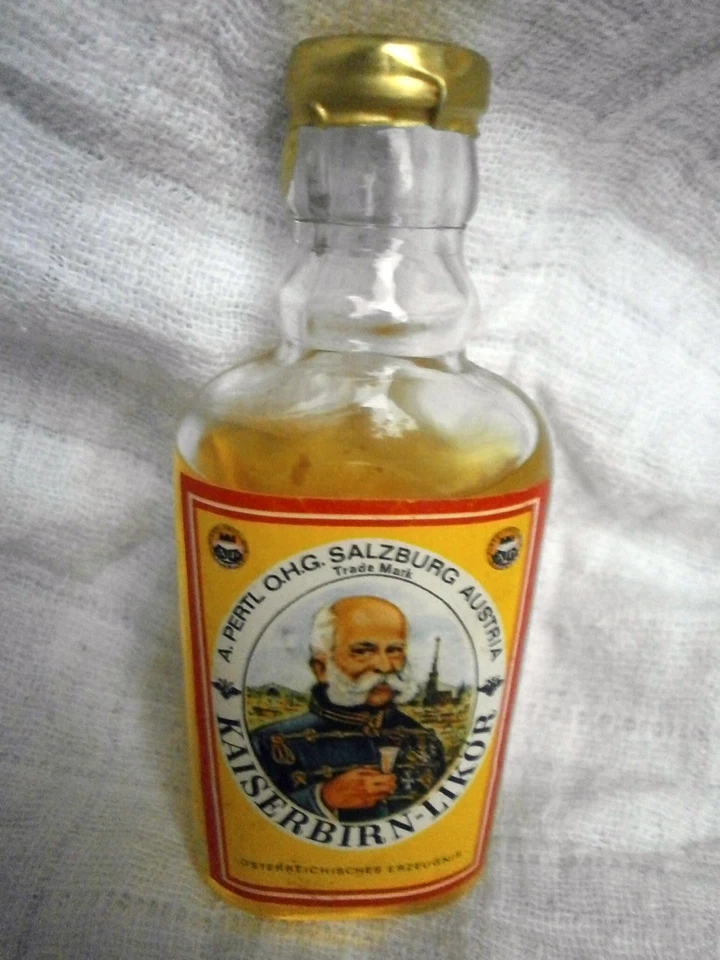 A. PERTL O.H.G. SALZBURG AUSTRIA
Trade Mark
KAISERBIRN-LIKÖR
ÖSTERREICHISCHES ERZEUGNIS